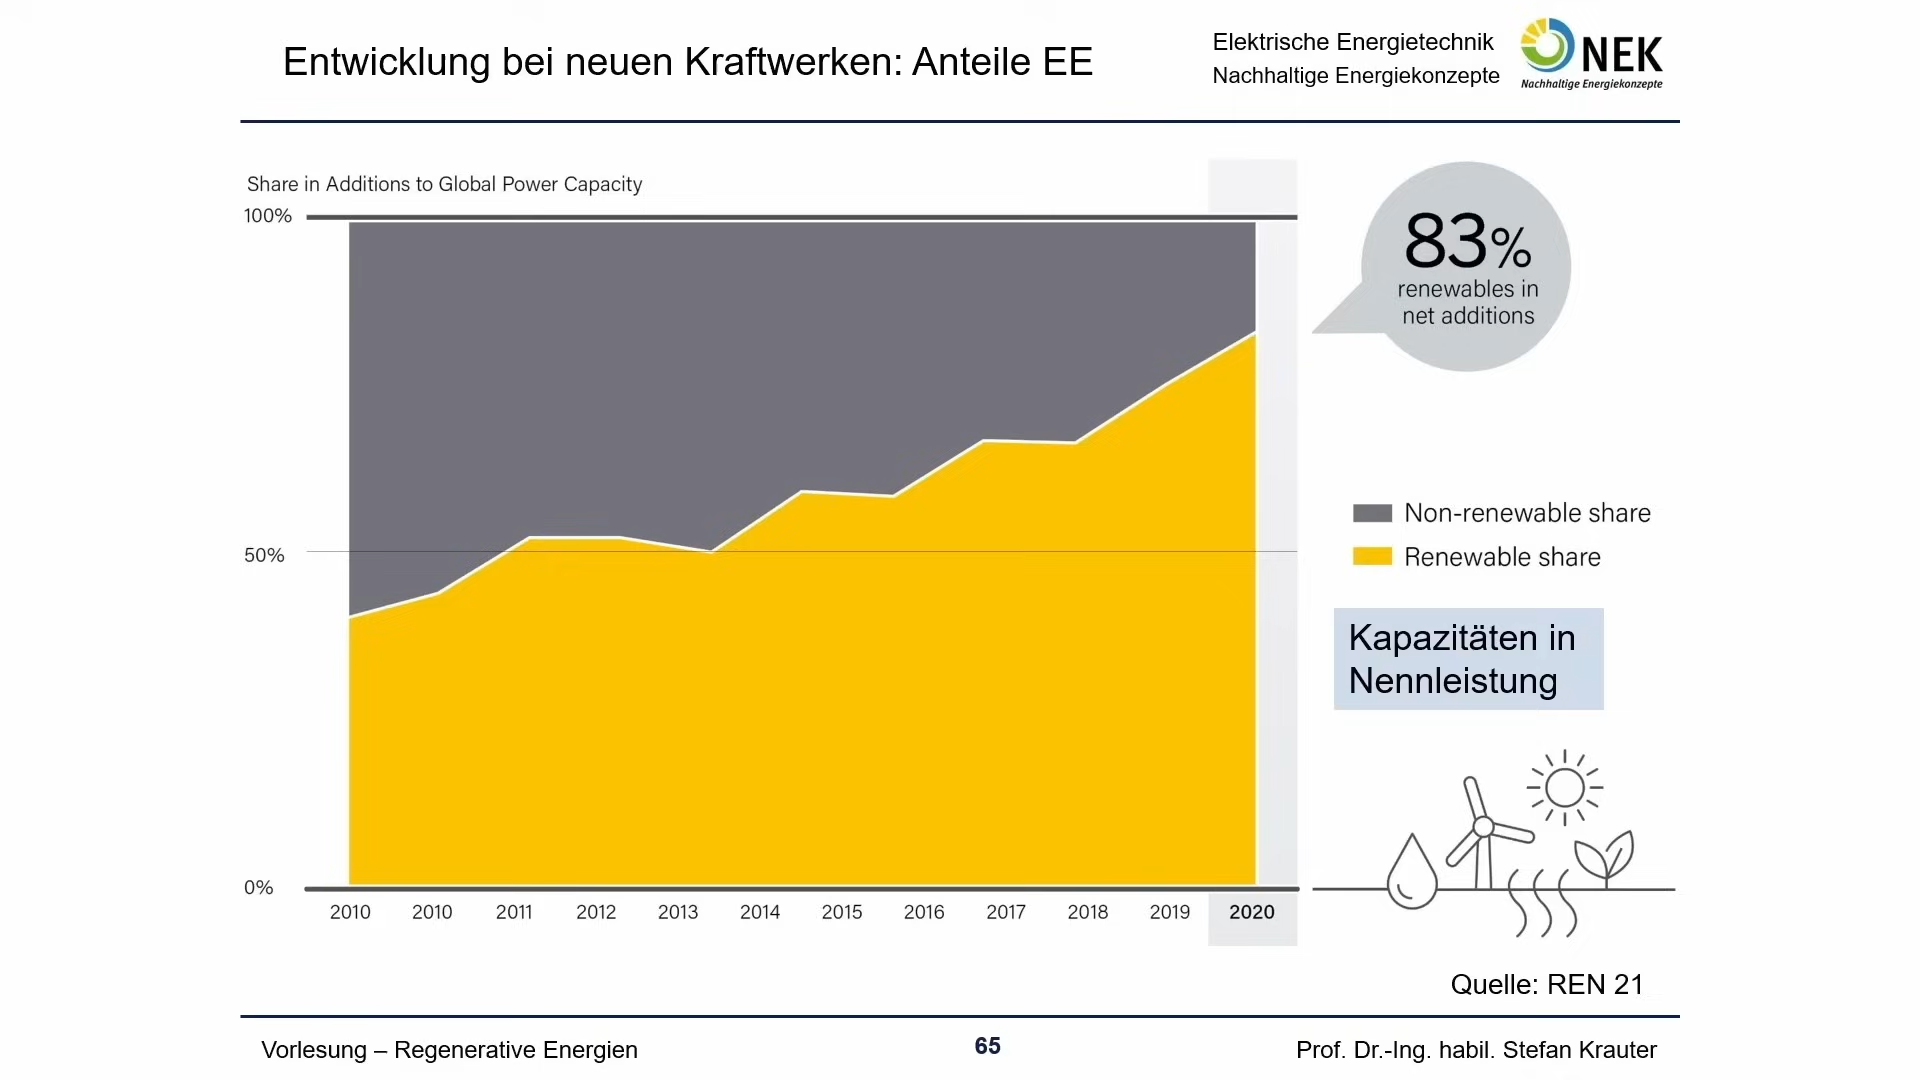 Entwicklung bei neuen Kraftwerken: Anteile EE
Elektrische Energietechnik
Nachhaltige Energiekonzepte
NEK
Nachhaltige Energiekonzepte
Share in Additions to Global Power Capacity
100%
50%
0%
2010 2010 2011 2012 2013 2014 2015 2016 2017 2018 2019 2020
83%
renewables in
net additions
Non-renewable share
Renewable share
Kapazitäten in
Nennleistung
Quelle: REN 21
Vorlesung – Regenerative Energien
65
Prof. Dr.-Ing. habil. Stefan Krauter